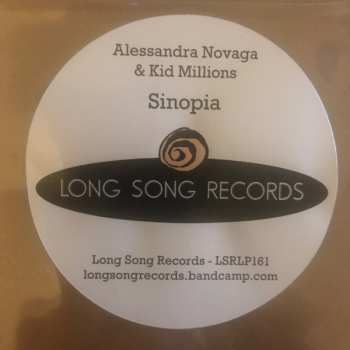 Alessandra Novaga
& Kid Millions
Sinopia
LONG SONG RECORDS
Long Song Records - LSRLP161
longsongrecords.bandcamp.com